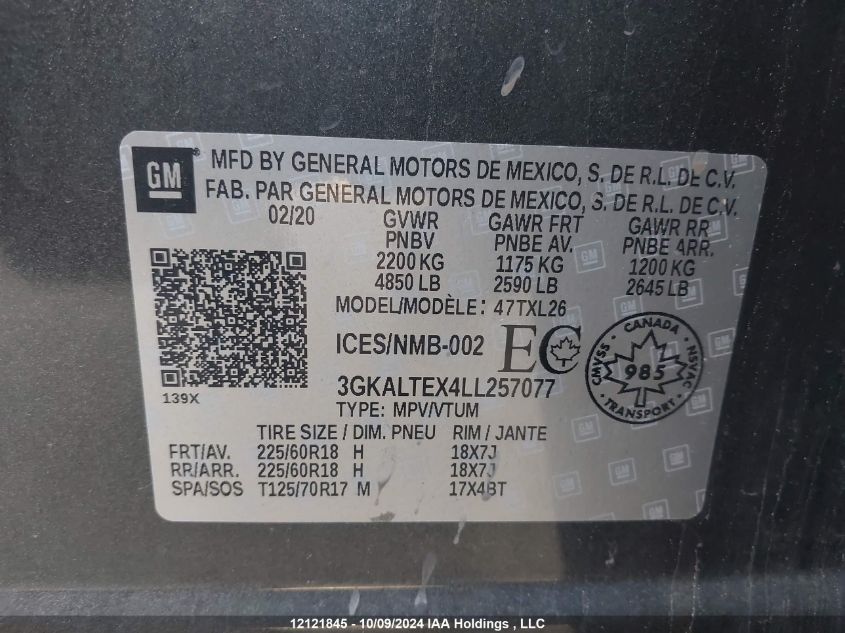 GM ® MFD BY GENERAL MOTORS DE MEXICO, S. DE R.L. DE C.V.
FAB. PAR GENERAL MOTORS DE MEXICO, S. DE R.L. DE C.V.
02/20 GVWR GAWR FRT GAWR RR
PNBV PNBE AV. PNBE ARR.
2200 KG 1175 KG 1200 KG
4850 LB 2590 LB 2645 LB
MODEL/MODÈLE: 47TXL26
ICES/NMB-002 EC
CANADA
CMVSS 985 NSVAC
TRANSPORT
139X
3GKALTEX4LL257077
TYPE: MPV/VTUM
TIRE SIZE / DIM. PNEU RIM / JANTE
FRT/AV. 225/60R18 H 18X7J
RR/ARR. 225/60R18 H 18X7J
SPA/SOS T125/70R17 M 17X4BT
12121845 - 10/09/2024 IAA Holdings , LLC